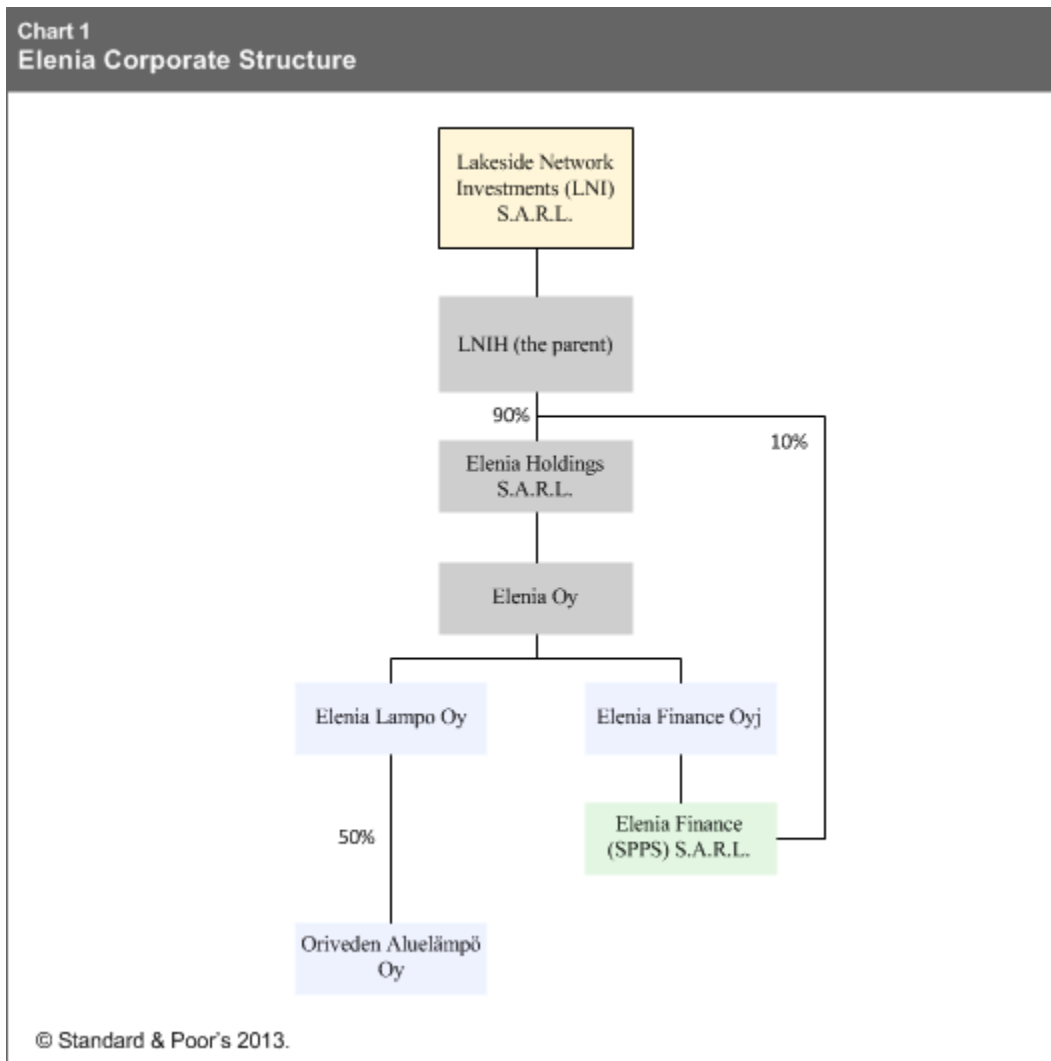 Chart 1
Elenia Corporate Structure
Lakeside Network
Investments (LNI)
S.A.R.L.
LNIH (the parent)
90%
10%
Elenia Holdings
S.A.R.L.
Elenia Oy
Elenia Lampo Oy
Elenia Finance Oyj
50%
Elenia Finance
(SPPS) S.A.R.L.
Oriveden Aluelämpö
Oy
© Standard & Poor's 2013.